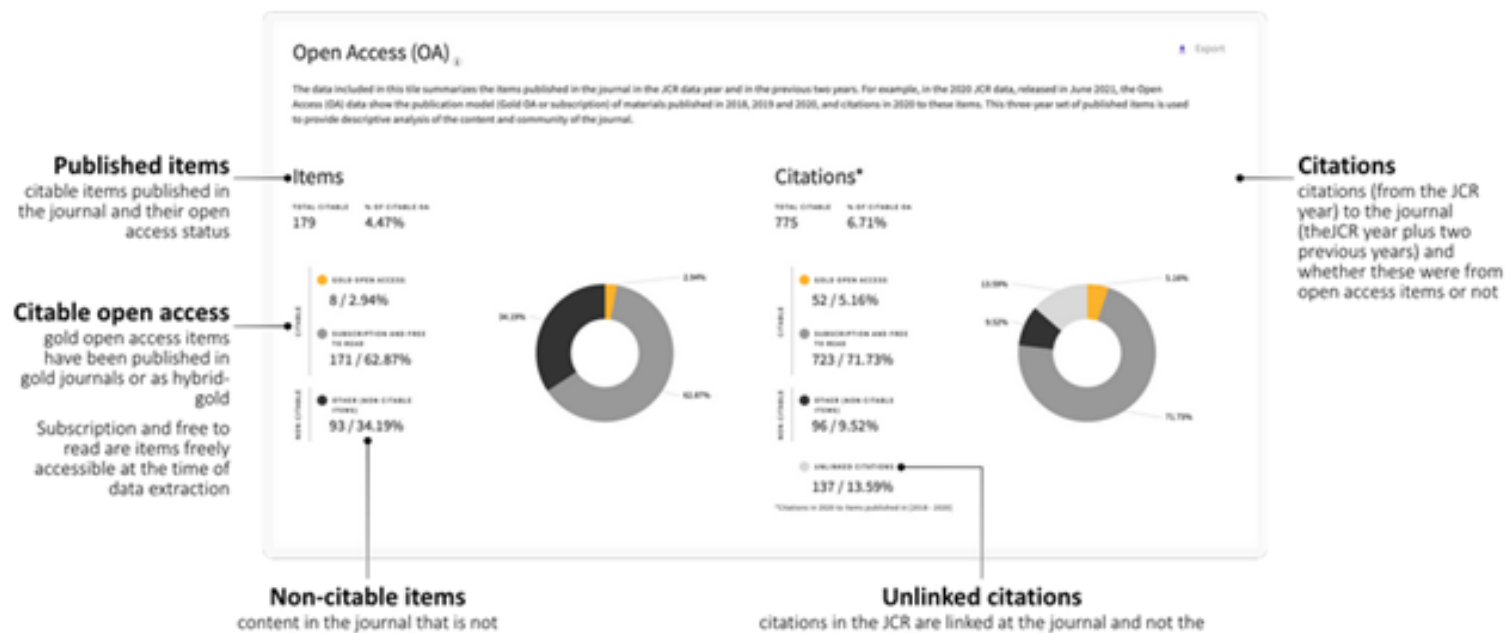 Open Access (OA)
Export
The data included in this tile summarizes the items published in the journal in the JCR data year and in the previous two years. For example, in the 2020 JCR data, released in June 2021, the Open
Access (OA) data show the publication model (Gold OA or subscription) of materials published in 2018, 2019 and 2020, and citations in 2020 to these items. This three-year set of published items is used
to provide descriptive analysis of the content and community of the journal.
Published items
citable items published in
the journal and their open
access status
Items
TOTAL CITABLE % OF CITABLE OA
179 4.47%
Citable open access
gold open access items
have been published in
gold journals or as hybrid-
gold
Subscription and free to
read are items freely
accessible at the time of
data extraction
CITABLE
GOLD OPEN ACCESS
8 / 2.94%
SUBSCRIPTION AND FREE
TO READ
171 / 62.87%
NON-CITABLE
OTHER (NON-CITABLE
ITEMS)
93 / 34.19%
2.94%
34.19%
62.87%
Citations*
TOTAL CITABLE % OF CITABLE OA
775 6.71%
CITABLE
GOLD OPEN ACCESS
52 / 5.16%
SUBSCRIPTION AND FREE
TO READ
723 / 71.73%
NON-CITABLE
OTHER (NON-CITABLE
ITEMS)
96 / 9.52%
UNLINKED CITATIONS
137 / 13.59%
*Citations in 2020 to items published in [2018 - 2020]
13.59%
5.16%
9.52%
71.73%
Citations
citations (from the JCR
year) to the journal
(theJCR year plus two
previous years) and
whether these were from
open access items or not
Non-citable items
content in the journal that is not
Unlinked citations
citations in the JCR are linked at the journal and not the